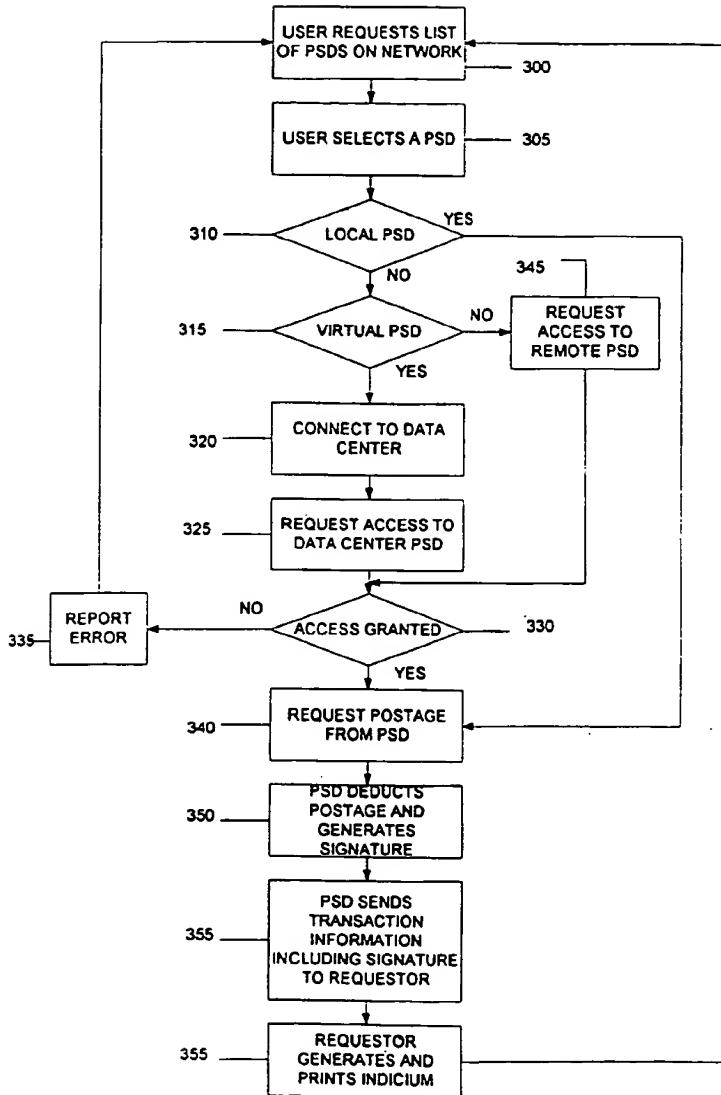 USER REQUESTS LIST
OF PSDS ON NETWORK
300
USER SELECTS A PSD
305
310
LOCAL PSD
YES
NO
345
315
VIRTUAL PSD
NO
REQUEST
ACCESS TO
REMOTE PSD
YES
320
CONNECT TO DATA
CENTER
325
REQUEST ACCESS TO
DATA CENTER PSD
335
REPORT
ERROR
NO
ACCESS GRANTED
330
YES
340
REQUEST POSTAGE
FROM PSD
350
PSD DEDUCTS
POSTAGE AND
GENERATES
SIGNATURE
355
PSD SENDS
TRANSACTION
INFORMATION
INCLUDING SIGNATURE
TO REQUESTOR
355
REQUESTOR
GENERATES AND
PRINTS INDICIUM